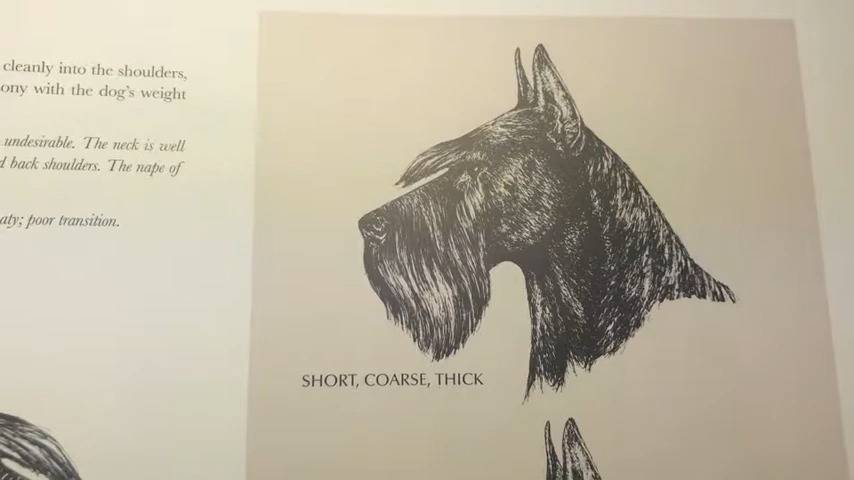 cleanly into the shoulders,
ony with the dog's weight
undesirable. The neck is well
d back shoulders. The nape of
aty; poor transition.
SHORT, COARSE, THICK